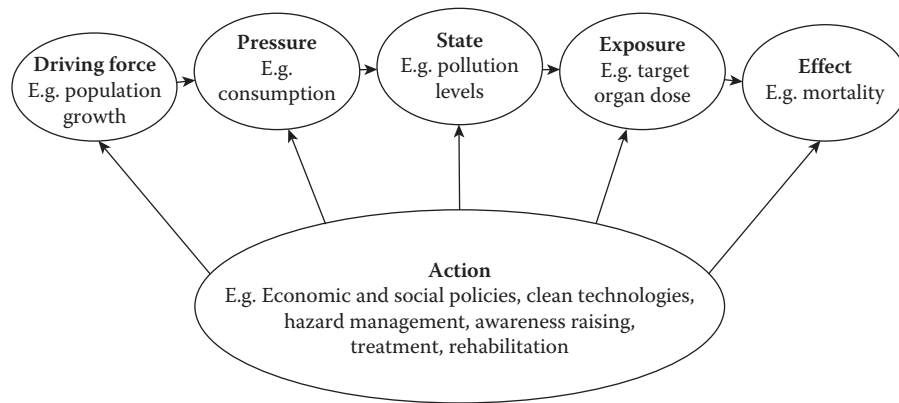 Driving force
E.g. population
growth
Pressure
E.g.
consumption
State
E.g. pollution
levels
Exposure
E.g. target
organ dose
Effect
E.g. mortality
Action
E.g. Economic and social policies, clean technologies,
hazard management, awareness raising,
treatment, rehabilitation